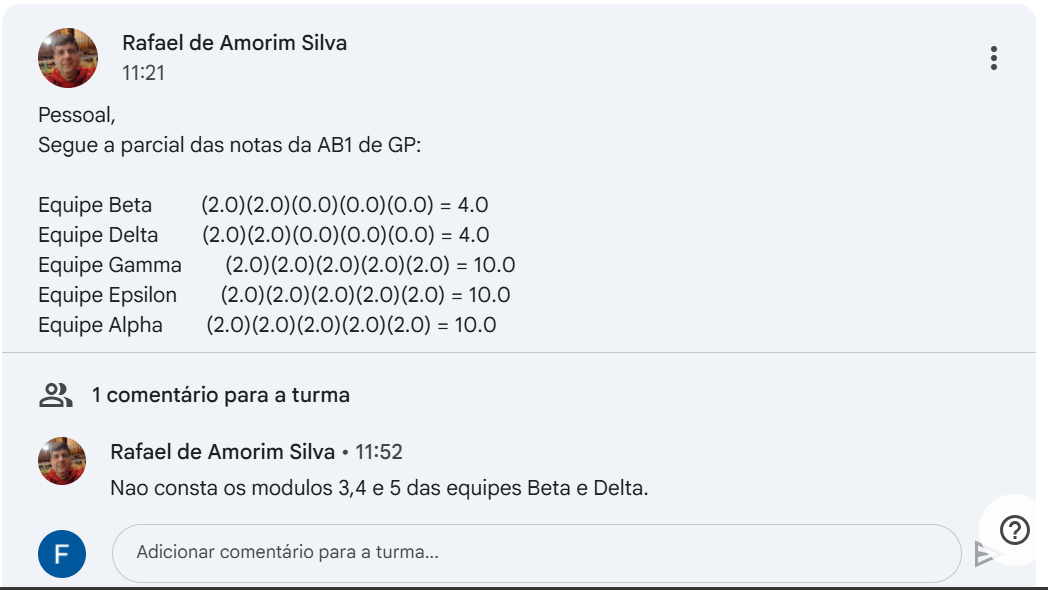 Rafael de Amorim Silva
11:21
Pessoal,
Segue a parcial das notas da AB1 de GP:
Equipe Beta (2.0)(2.0)(0.0)(0.0)(0.0) = 4.0
Equipe Delta (2.0)(2.0)(0.0)(0.0)(0.0) = 4.0
Equipe Gamma (2.0)(2.0)(2.0)(2.0)(2.0) = 10.0
Equipe Epsilon (2.0)(2.0)(2.0)(2.0)(2.0) = 10.0
Equipe Alpha (2.0)(2.0)(2.0)(2.0)(2.0) = 10.0
1 comentário para a turma
Rafael de Amorim Silva • 11:52
Nao consta os modulos 3,4 e 5 das equipes Beta e Delta.
F
Adicionar comentário para a turma...